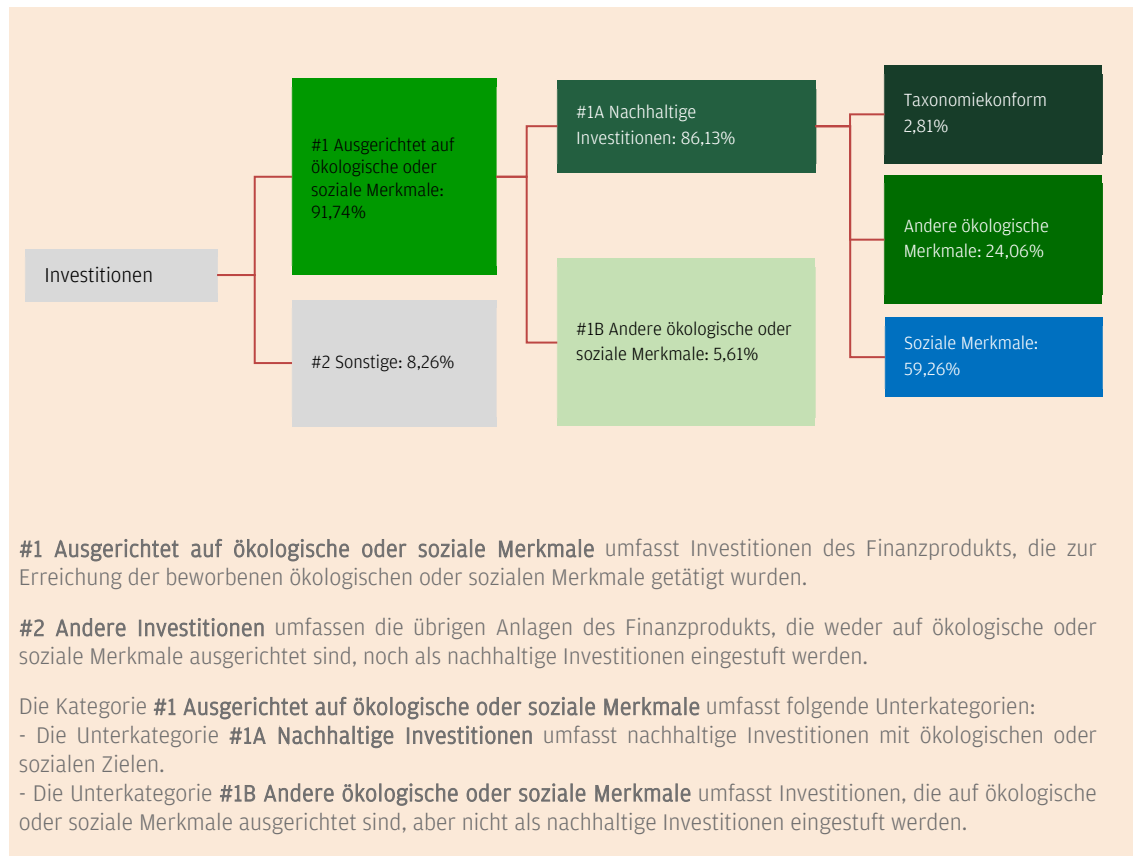 Investitionen
#1 Ausgerichtet auf
ökologische oder
soziale Merkmale:
91,74%
#2 Sonstige: 8,26%
#1A Nachhaltige
Investitionen: 86,13%
#1B Andere ökologische oder
soziale Merkmale: 5,61%
Taxonomiekonform
2,81%
Andere ökologische
Merkmale: 24,06%
Soziale Merkmale:
59,26%
#1 Ausgerichtet auf ökologische oder soziale Merkmale umfasst Investitionen des Finanzprodukts, die zur
Erreichung der beworbenen ökologischen oder sozialen Merkmale getätigt wurden.
#2 Andere Investitionen umfassen die übrigen Anlagen des Finanzprodukts, die weder auf ökologische oder
soziale Merkmale ausgerichtet sind, noch als nachhaltige Investitionen eingestuft werden.
Die Kategorie #1 Ausgerichtet auf ökologische oder soziale Merkmale umfasst folgende Unterkategorien:
- Die Unterkategorie #1A Nachhaltige Investitionen umfasst nachhaltige Investitionen mit ökologischen oder
sozialen Zielen.
- Die Unterkategorie #1B Andere ökologische oder soziale Merkmale umfasst Investitionen, die auf ökologische
oder soziale Merkmale ausgerichtet sind, aber nicht als nachhaltige Investitionen eingestuft werden.